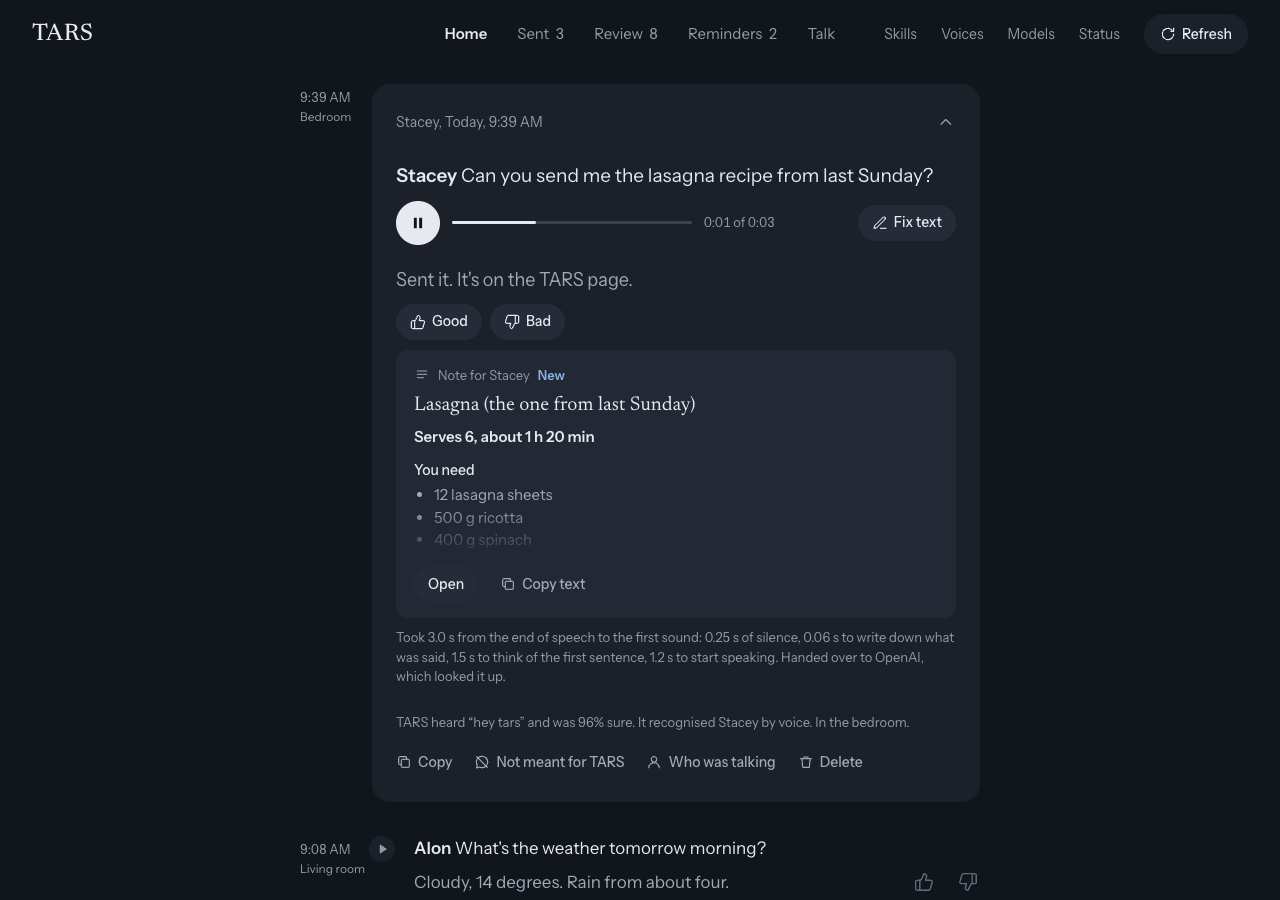 TARS
Home Sent 3 Review 8 Reminders 2 Talk Skills Voices Models Status Refresh
9:39 AM
Bedroom
Stacey, Today, 9:39 AM
Stacey Can you send me the lasagna recipe from last Sunday?
0:01 of 0:03
Fix text
Sent it. It's on the TARS page.
Good Bad
Note for Stacey New
Lasagna (the one from last Sunday)
Serves 6, about 1 h 20 min
You need
• 12 lasagna sheets
• 500 g ricotta
• 400 g spinach
Open Copy text
Took 3.0 s from the end of speech to the first sound: 0.25 s of silence, 0.06 s to write down what
was said, 1.5 s to think of the first sentence, 1.2 s to start speaking. Handed over to OpenAI,
which looked it up.
TARS heard “hey tars” and was 96% sure. It recognised Stacey by voice. In the bedroom.
Copy Not meant for TARS Who was talking Delete
9:08 AM
Living room
Alon What's the weather tomorrow morning?
Cloudy, 14 degrees. Rain from about four.